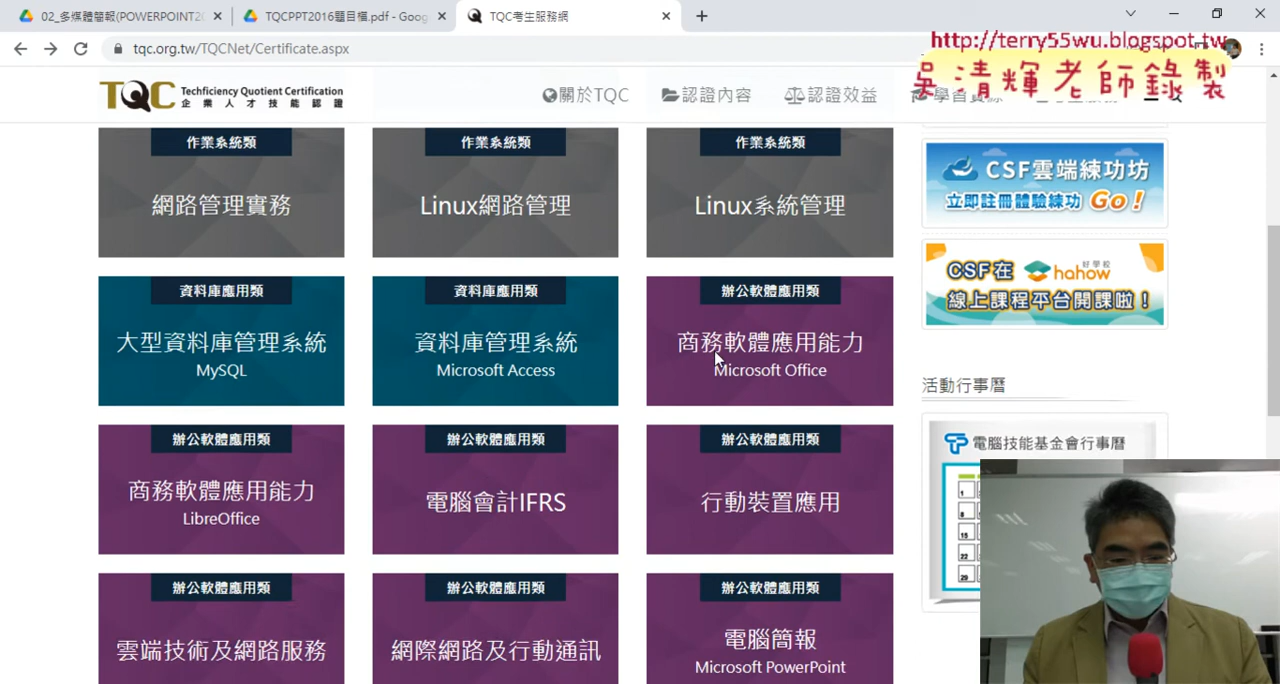 02_多媒體簡報(POWERPOINT2
TQCPPT2016題目檔.pdf - Goog
TQC考生服務網
tqc.org.tw/TQCNet/Certificate.aspx
http://terry55wu.blogspot.tw
吳清輝老師錄製
TQC Techficiency Quotient Certification
企業人才技能認證
關於TQC
認證內容
認證效益
作業系統類
網路管理實務
作業系統類
Linux網路管理
作業系統類
Linux系統管理
資料庫應用類
大型資料庫管理系統
MySQL
資料庫應用類
資料庫管理系統
Microsoft Access
辦公軟體應用類
商務軟體應用能力
Microsoft Office
辦公軟體應用類
商務軟體應用能力
LibreOffice
辦公軟體應用類
電腦會計IFRS
辦公軟體應用類
行動裝置應用
辦公軟體應用類
雲端技術及網路服務
辦公軟體應用類
網際網路及行動通訊
辦公軟體應用類
電腦簡報
Microsoft PowerPoint
CSF雲端練功坊
立即註冊體驗練功 Go!
CSF在 好學校 hahow
線上課程平台開課啦!
活動行事曆
電腦技能基金會行事曆
1
8
15
22
29